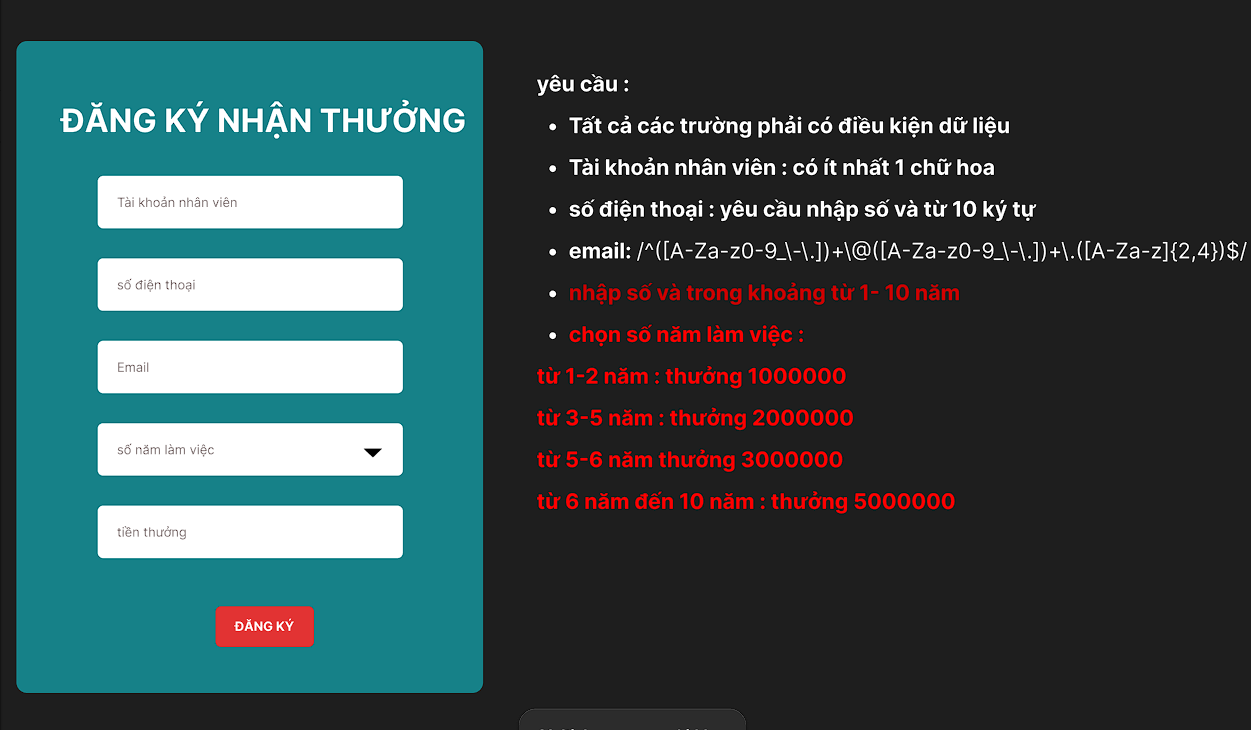 ĐĂNG KÝ NHẬN THƯỞNG
Tài khoản nhân viên
số điện thoại
Email
số năm làm việc
tiền thưởng
ĐĂNG KÝ
yêu cầu :
• Tất cả các trường phải có điều kiện dữ liệu
• Tài khoản nhân viên : có ít nhất 1 chữ hoa
• số điện thoại : yêu cầu nhập số và từ 10 ký tự
• email: /^([A-Za-z0-9_\-\.])+\@([A-Za-z0-9_\-\.])+\.([A-Za-z]{2,4})$/
• nhập số và trong khoảng từ 1- 10 năm
• chọn số năm làm việc :
từ 1-2 năm : thưởng 1000000
từ 3-5 năm : thưởng 2000000
từ 5-6 năm thưởng 3000000
từ 6 năm đến 10 năm : thưởng 5000000